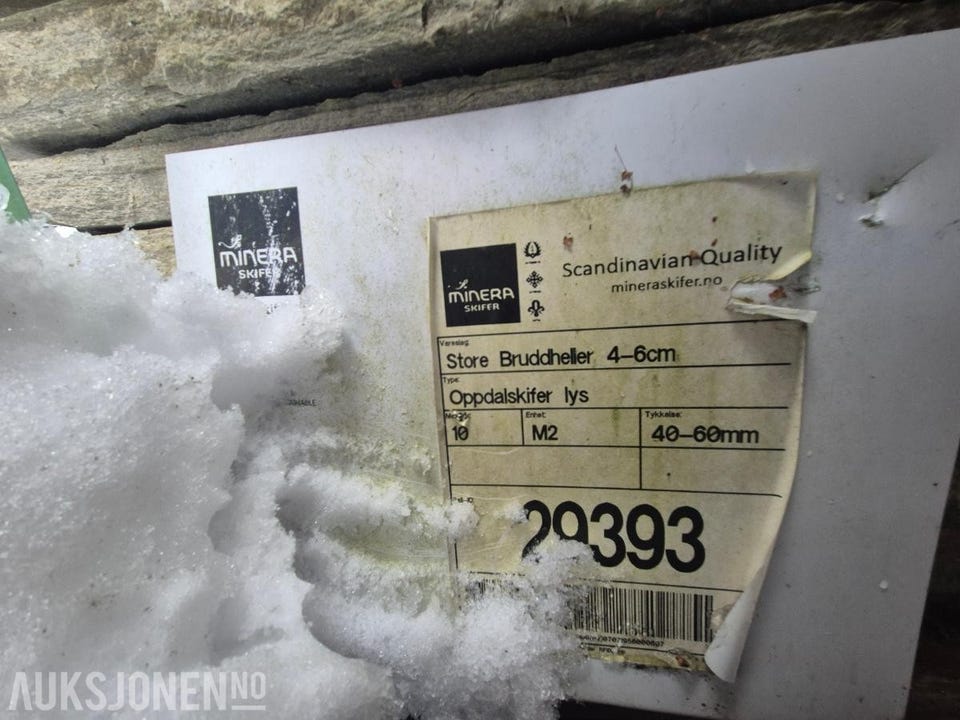 MINERA
SKIFER
MINERA
SKIFER
Scandinavian Quality
mineraskifer.no
Vareslag:
Store Bruddheller 4-6cm
Type:
Oppdalskifer lys
Enhet:
Tykkelse:
10
M2
40-60mm
29393
AUKSJONEN.NO